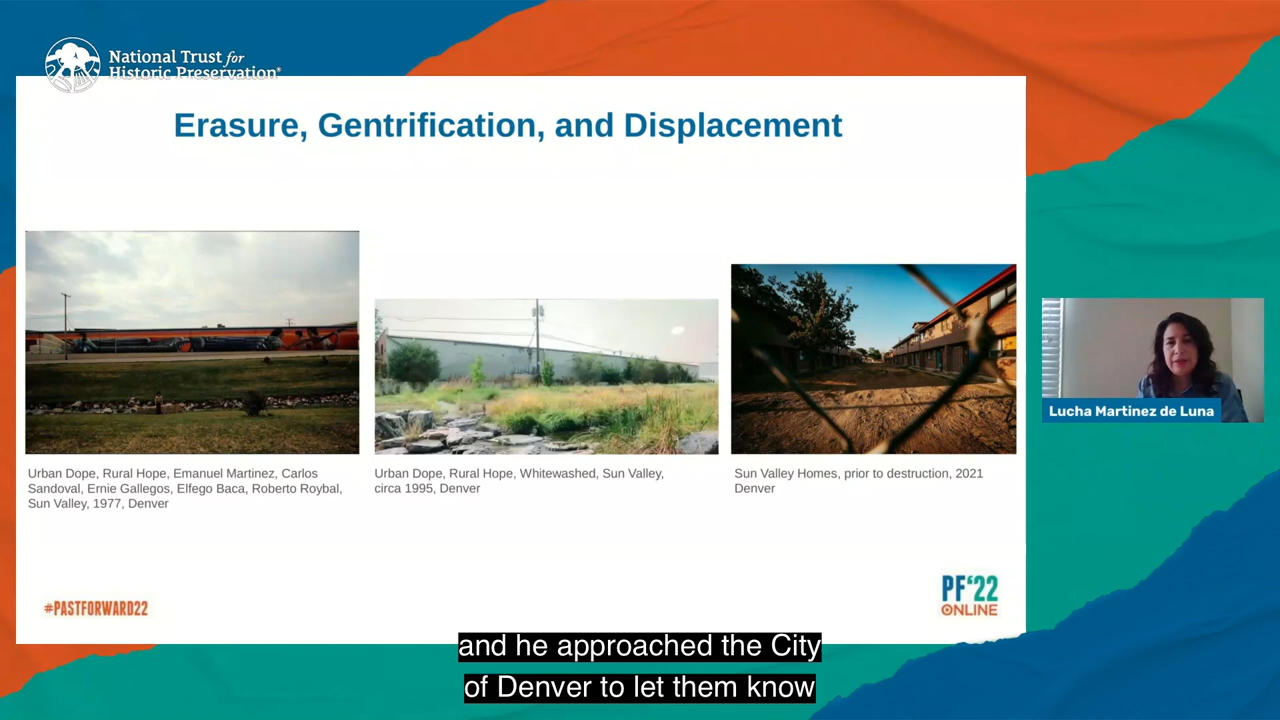 National Trust for
Historic Preservation®
Erasure, Gentrification, and Displacement
Urban Dope, Rural Hope, Emanuel Martinez, Carlos
Sandoval, Ernie Gallegos, Elfego Baca, Roberto Roybal,
Sun Valley, 1977, Denver
Urban Dope, Rural Hope, Whitewashed, Sun Valley,
circa 1995, Denver
Sun Valley Homes, prior to destruction, 2021
Denver
Lucha Martinez de Luna
#PASTFORWARD22
PF‘22
ONLINE
and he approached the City
of Denver to let them know